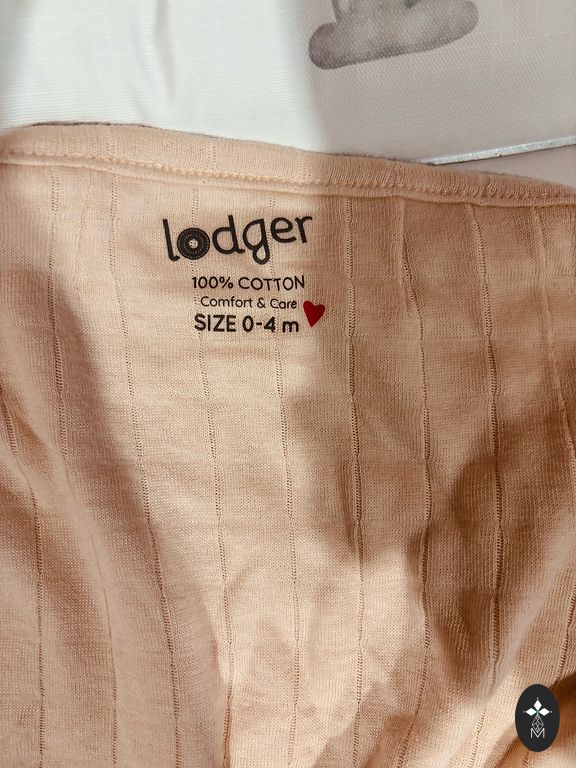 lodger
100% COTTON
Comfort & Care
SIZE 0-4 m